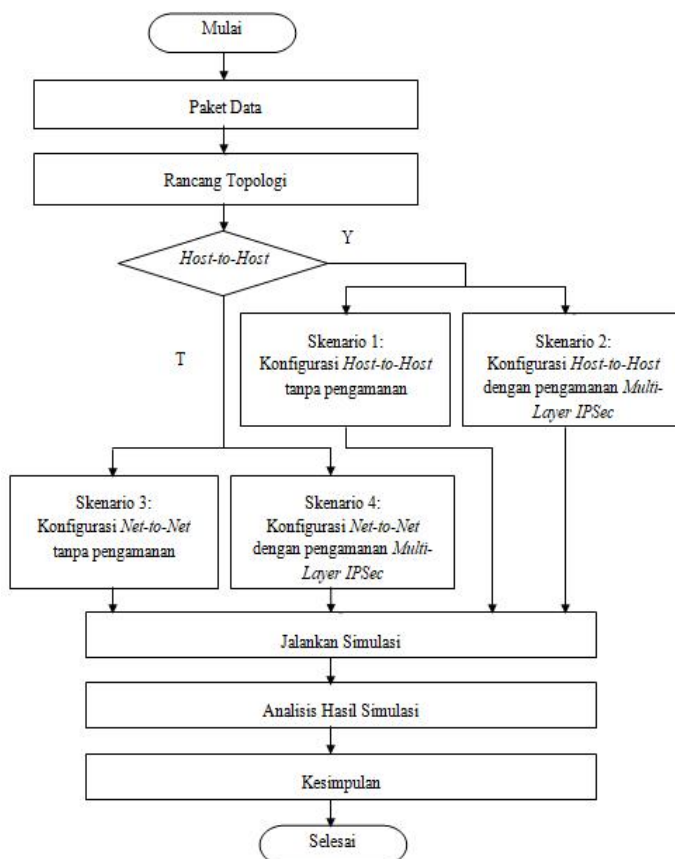 Mulai
Paket Data
Rancang Topologi
Host-to-Host
Y
T
Skenario 1:
Konfigurasi Host-to-Host
tanpa pengamanan
Skenario 2:
Konfigurasi Host-to-Host
dengan pengamanan Multi-
Layer IPSec
Skenario 3:
Konfigurasi Net-to-Net
tanpa pengamanan
Skenario 4:
Konfigurasi Net-to-Net
dengan pengamanan Multi-
Layer IPSec
Jalankan Simulasi
Analisis Hasil Simulasi
Kesimpulan
Selesai